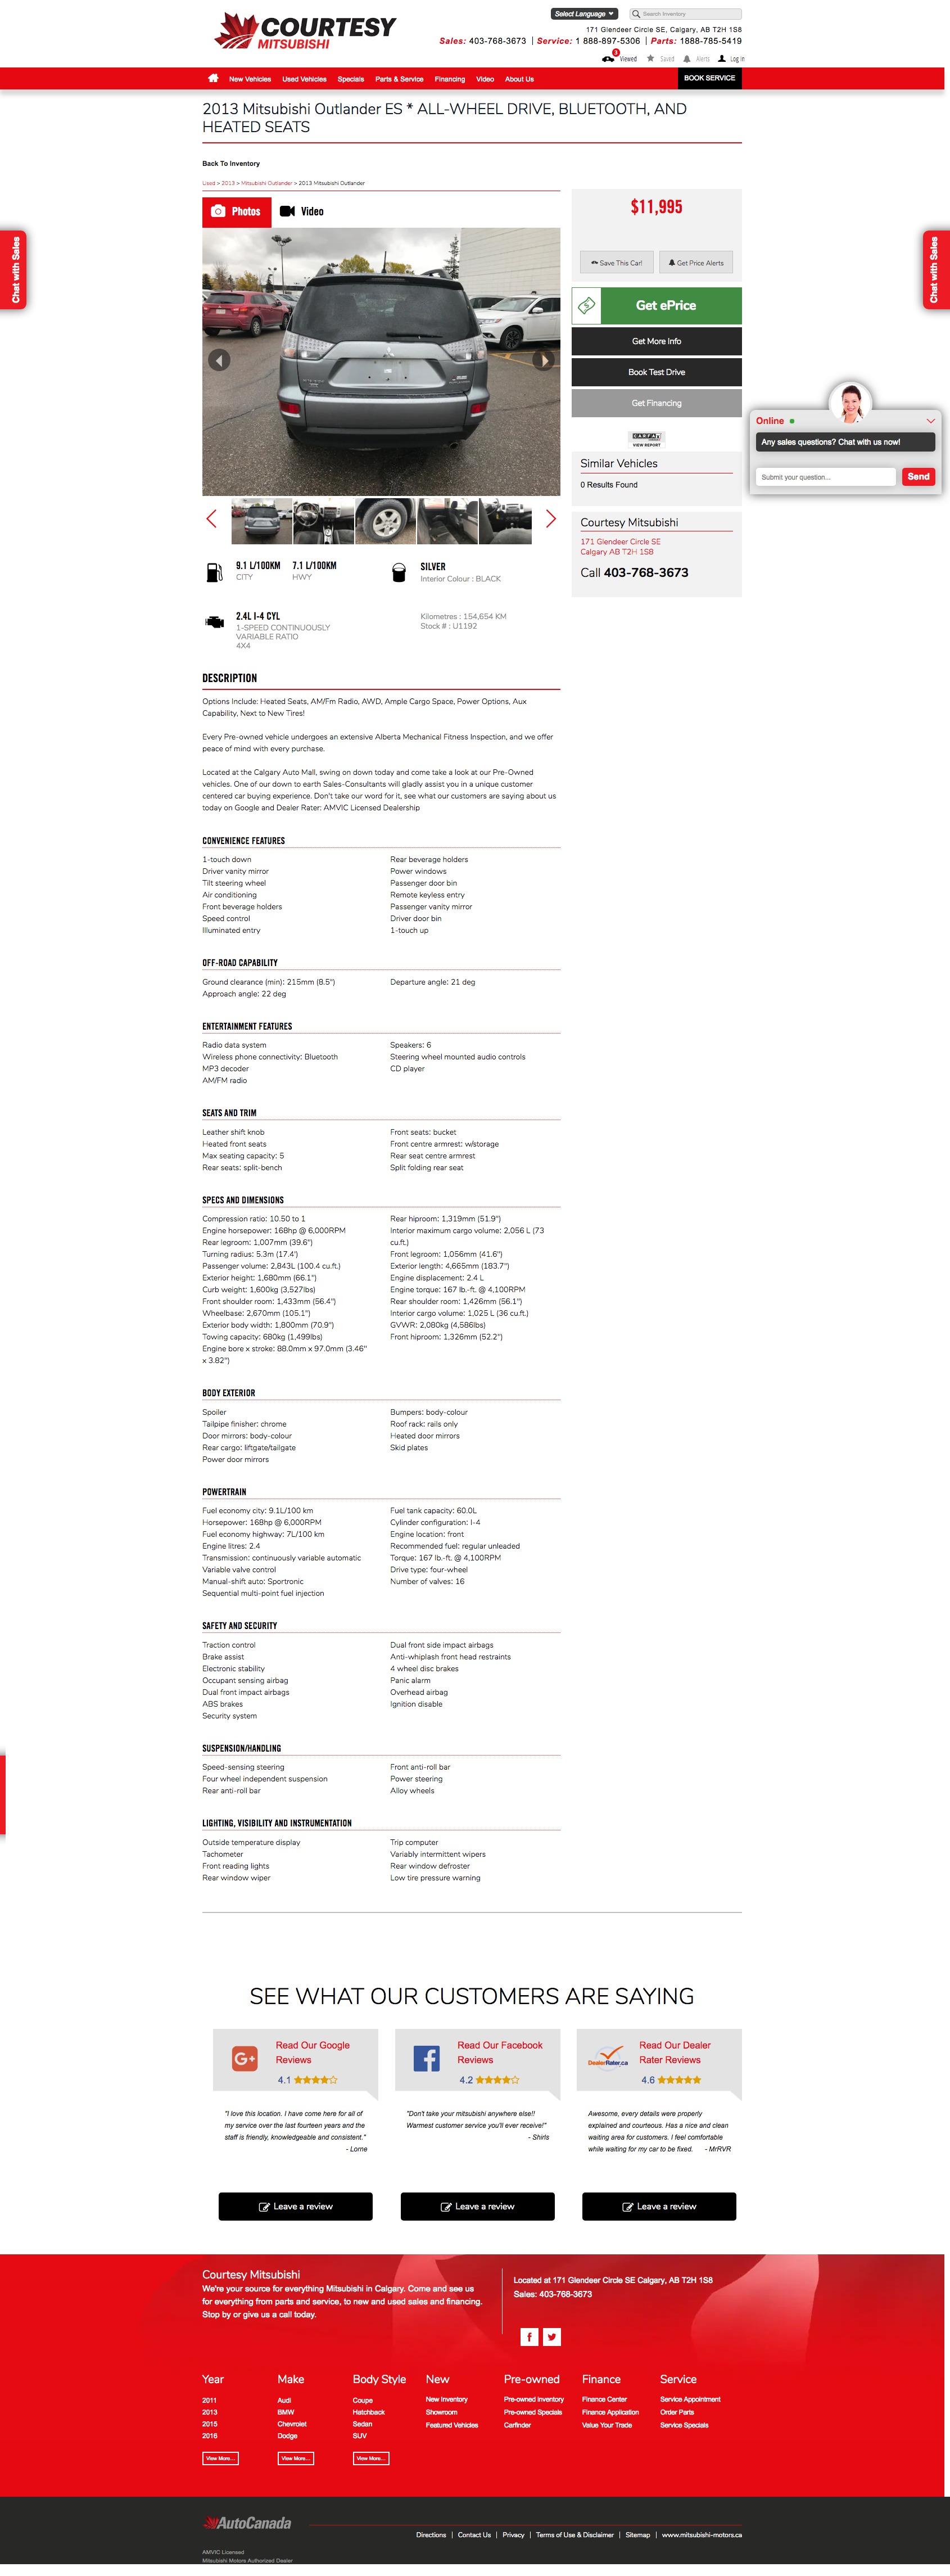 COURTESY
MITSUBISHI
Select Language
Search Inventory
171 Glendeer Circle SE, Calgary, AB T2H 1S8
Sales: 403-768-3673 | Service: 1 888-897-5306 | Parts: 1888-785-5419
3
Viewed Saved Alerts Log in
New Vehicles Used Vehicles Specials Parts & Service Financing Video About Us BOOK SERVICE
2013 Mitsubishi Outlander ES * ALL-WHEEL DRIVE, BLUETOOTH, AND
HEATED SEATS
Back To Inventory
Used > 2013 > Mitsubishi Outlander > 2013 Mitsubishi Outlander
Photos Video
Chat with Sales
Chat with Sales
$11,995
Save This Car! Get Price Alerts
Get ePrice
Get More Info
Book Test Drive
Get Financing
CARFAX
VIEW REPORT
Similar Vehicles
0 Results Found
Courtesy Mitsubishi
171 Glendeer Circle SE
Calgary AB T2H 1S8
Call 403-768-3673
Online
Any sales questions? Chat with us now!
Submit your question...
Send
9.1 L/100KM 7.1 L/100KM
CITY HWY
SILVER
Interior Colour : BLACK
2.4L I-4 CYL
1-SPEED CONTINUOUSLY
VARIABLE RATIO
4X4
Kilometres : 154,654 KM
Stock # : U1192
DESCRIPTION
Options Include: Heated Seats, AM/Fm Radio, AWD, Ample Cargo Space, Power Options, Aux
Capability, Next to New Tires!
Every Pre-owned vehicle undergoes an extensive Alberta Mechanical Fitness Inspection, and we offer
peace of mind with every purchase.
Located at the Calgary Auto Mall, swing on down today and come take a look at our Pre-Owned
vehicles. One of our down to earth Sales-Consultants will gladly assist you in a unique customer
centered car buying experience. Don't take our word for it, see what our customers are saying about us
today on Google and Dealer Rater: AMVIC Licensed Dealership
CONVENIENCE FEATURES
1-touch down
Driver vanity mirror
Tilt steering wheel
Air conditioning
Front beverage holders
Speed control
Illuminated entry
Rear beverage holders
Power windows
Passenger door bin
Remote keyless entry
Passenger vanity mirror
Driver door bin
1-touch up
OFF-ROAD CAPABILITY
Ground clearance (min): 215mm (8.5")
Approach angle: 22 deg
Departure angle: 21 deg
ENTERTAINMENT FEATURES
Radio data system
Wireless phone connectivity: Bluetooth
MP3 decoder
AM/FM radio
Speakers: 6
Steering wheel mounted audio controls
CD player
SEATS AND TRIM
Leather shift knob
Heated front seats
Max seating capacity: 5
Rear seats: split-bench
Front seats: bucket
Front centre armrest: w/storage
Rear seat centre armrest
Split folding rear seat
SPECS AND DIMENSIONS
Compression ratio: 10.50 to 1
Engine horsepower: 168hp @ 6,000RPM
Rear legroom: 1,007mm (39.6")
Turning radius: 5.3m (17.4')
Passenger volume: 2,843L (100.4 cu.ft.)
Exterior height: 1,680mm (66.1")
Curb weight: 1,600kg (3,527lbs)
Front shoulder room: 1,433mm (56.4")
Wheelbase: 2,670mm (105.1")
Exterior body width: 1,800mm (70.9")
Towing capacity: 680kg (1,499lbs)
Engine bore x stroke: 88.0mm x 97.0mm (3.46"
x 3.82")
Rear hiproom: 1,319mm (51.9")
Interior maximum cargo volume: 2,056 L (73
cu.ft.)
Front legroom: 1,056mm (41.6")
Exterior length: 4,665mm (183.7")
Engine displacement: 2.4 L
Engine torque: 167 lb.-ft. @ 4,100RPM
Rear shoulder room: 1,426mm (56.1")
Interior cargo volume: 1,025 L (36 cu.ft.)
GVWR: 2,080kg (4,586lbs)
Front hiproom: 1,326mm (52.2")
BODY EXTERIOR
Spoiler
Tailpipe finisher: chrome
Door mirrors: body-colour
Rear cargo: liftgate/tailgate
Power door mirrors
Bumpers: body-colour
Roof rack: rails only
Heated door mirrors
Skid plates
POWERTRAIN
Fuel economy city: 9.1L/100 km
Horsepower: 168hp @ 6,000RPM
Fuel economy highway: 7L/100 km
Engine litres: 2.4
Transmission: continuously variable automatic
Variable valve control
Manual-shift auto: Sportronic
Sequential multi-point fuel injection
Fuel tank capacity: 60.0L
Cylinder configuration: I-4
Engine location: front
Recommended fuel: regular unleaded
Torque: 167 lb.-ft. @ 4,100RPM
Drive type: four-wheel
Number of valves: 16
SAFETY AND SECURITY
Traction control
Brake assist
Electronic stability
Occupant sensing airbag
Dual front impact airbags
ABS brakes
Security system
Dual front side impact airbags
Anti-whiplash front head restraints
4 wheel disc brakes
Panic alarm
Overhead airbag
Ignition disable
SUSPENSION/HANDLING
Speed-sensing steering
Four wheel independent suspension
Rear anti-roll bar
Front anti-roll bar
Power steering
Alloy wheels
LIGHTING, VISIBILITY AND INSTRUMENTATION
Outside temperature display
Tachometer
Front reading lights
Rear window wiper
Trip computer
Variably intermittent wipers
Rear window defroster
Low tire pressure warning
SEE WHAT OUR CUSTOMERS ARE SAYING
G+
Read Our Google
Reviews
4.1
"I love this location. I have come here for all of
my service over the last fourteen years and the
staff is friendly, knowledgeable and consistent."
- Lorne
Leave a review
Read Our Facebook
Reviews
4.2
"Don't take your mitsubishi anywhere else!!
Warmest customer service you'll ever receive!"
- Shirls
Leave a review
DealerRater.ca
Read Our Dealer
Rater Reviews
4.6
Awesome, every details were properly
explained and courteous. Has a nice and clean
waiting area for customers. I feel comfortable
while waiting for my car to be fixed. - MrRVR
Leave a review
Courtesy Mitsubishi
We're your source for everything Mitsubishi in Calgary. Come and see us
for everything from parts and service, to new and used sales and financing.
Stop by or give us a call today.
Located at 171 Glendeer Circle SE Calgary, AB T2H 1S8
Sales: 403-768-3673
Year
2011
2013
2015
2016
View More...
Make
Audi
BMW
Chevrolet
Dodge
View More...
Body Style
Coupe
Hatchback
Sedan
SUV
View More...
New
New Inventory
Showroom
Featured Vehicles
Pre-owned
Pre-owned Inventory
Pre-owned Specials
Carfinder
Finance
Finance Center
Finance Application
Value Your Trade
Service
Service Appointment
Order Parts
Service Specials
AutoCanada
Directions | Contact Us | Privacy | Terms of Use & Disclaimer | Sitemap | www.mitsubishi-motors.ca
AMVIC Licensed
Mitsubishi Motors Authorized Dealer